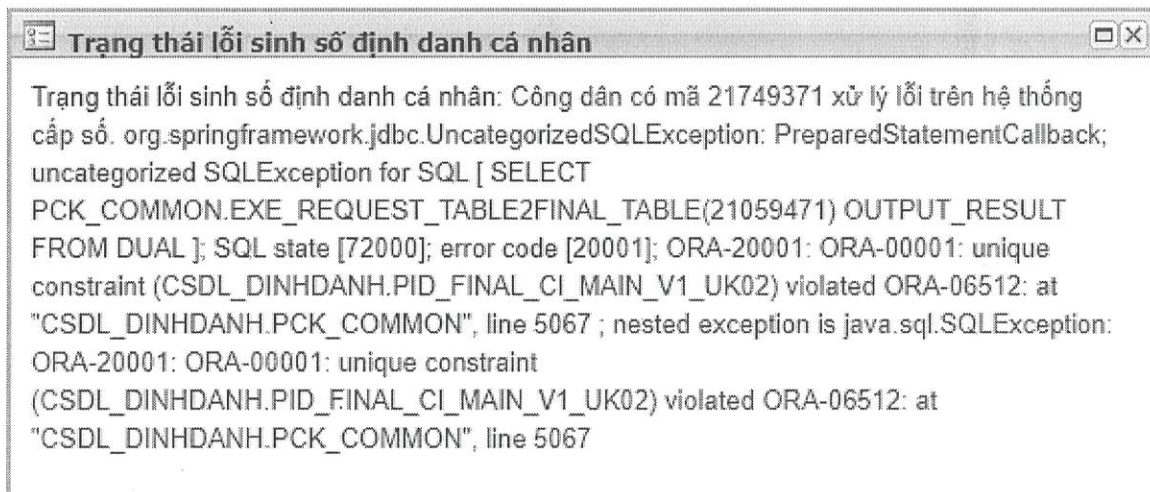 Trạng thái lỗi sinh số định danh cá nhân
Trạng thái lỗi sinh số định danh cá nhân: Công dân có mã 21749371 xử lý lỗi trên hệ thống
cấp số. org.springframework.jdbc.UncategorizedSQLException: PreparedStatementCallback;
uncategorized SQLException for SQL [ SELECT
PCK_COMMON.EXE_REQUEST_TABLE2FINAL_TABLE(21059471) OUTPUT_RESULT
FROM DUAL ]; SQL state [72000]; error code [20001]; ORA-20001: ORA-00001: unique
constraint (CSDL_DINHDANH.PID_FINAL_CI_MAIN_V1_UK02) violated ORA-06512: at
"CSDL_DINHDANH.PCK_COMMON", line 5067 ; nested exception is java.sql.SQLException:
ORA-20001: ORA-00001: unique constraint
(CSDL_DINHDANH.PID_FINAL_CI_MAIN_V1_UK02) violated ORA-06512: at
"CSDL_DINHDANH.PCK_COMMON", line 5067